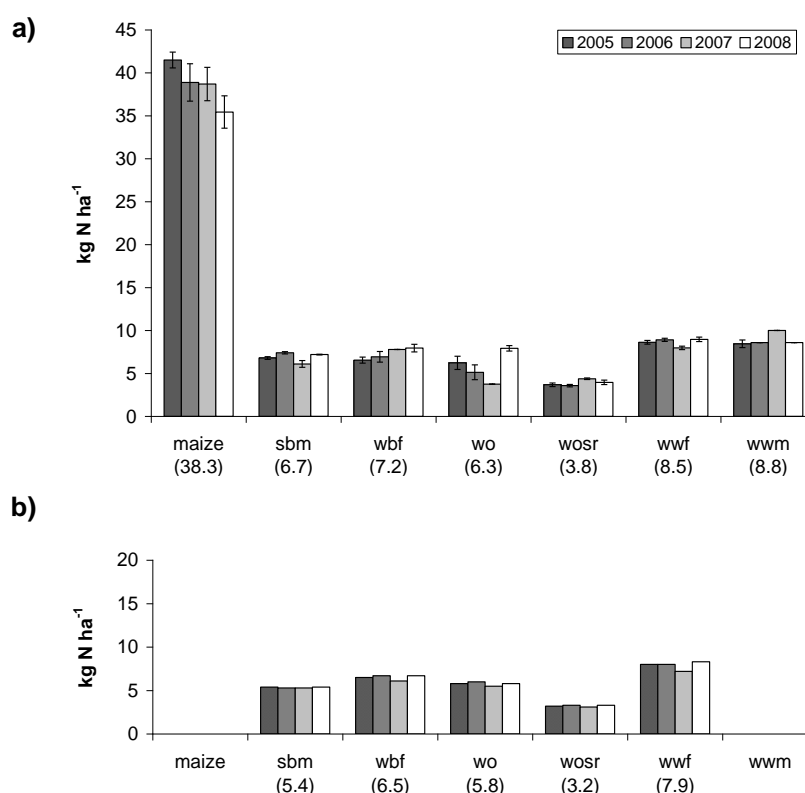 a)
2005 2006 2007 2008
45
40
35
30
25
20
15
10
5
0
kg N ha⁻¹
maize sbm wbf wo wosr wwf wwm
(38.3) (6.7) (7.2) (6.3) (3.8) (8.5) (8.8)
b)
20
15
10
5
0
kg N ha⁻¹
maize sbm wbf wo wosr wwf wwm
(5.4) (6.5) (5.8) (3.2) (7.9)